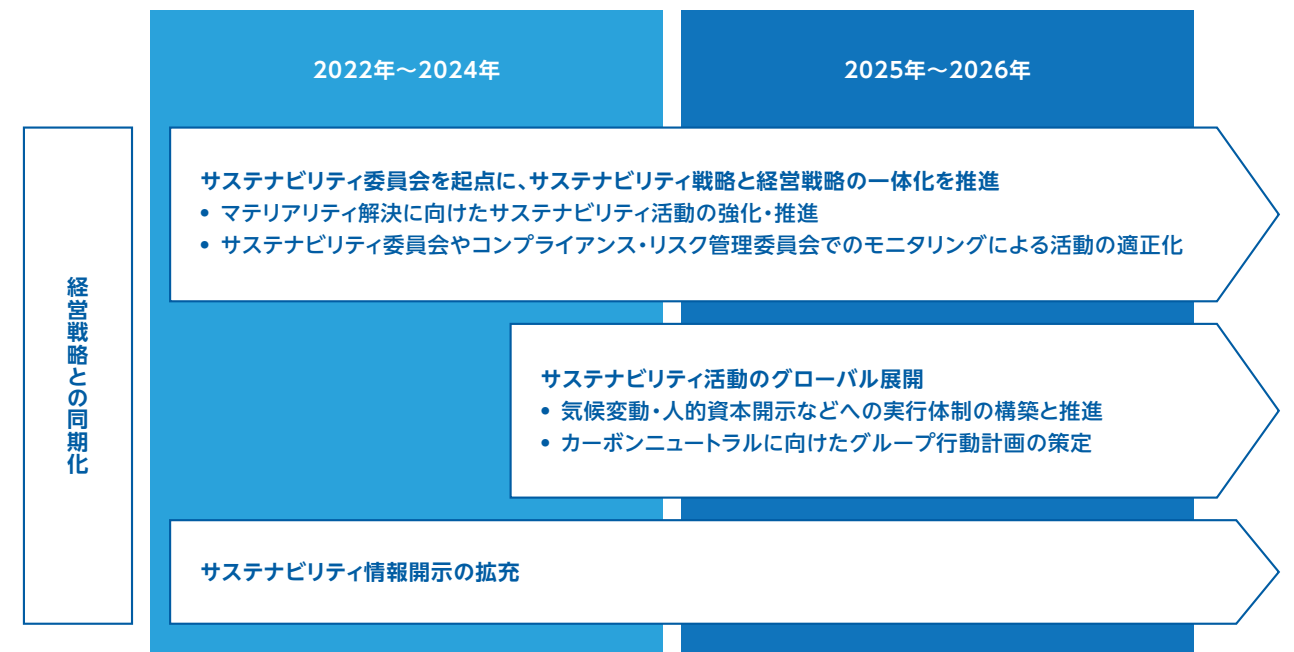 2022年〜2024年
2025年〜2026年
経営戦略との同期化
サステナビリティ委員会を起点に、サステナビリティ戦略と経営戦略の一体化を推進
• マテリアリティ解決に向けたサステナビリティ活動の強化・推進
• サステナビリティ委員会やコンプライアンス・リスク管理委員会でのモニタリングによる活動の適正化
サステナビリティ活動のグローバル展開
• 気候変動・人的資本開示などへの実行体制の構築と推進
• カーボンニュートラルに向けたグループ行動計画の策定
サステナビリティ情報開示の拡充